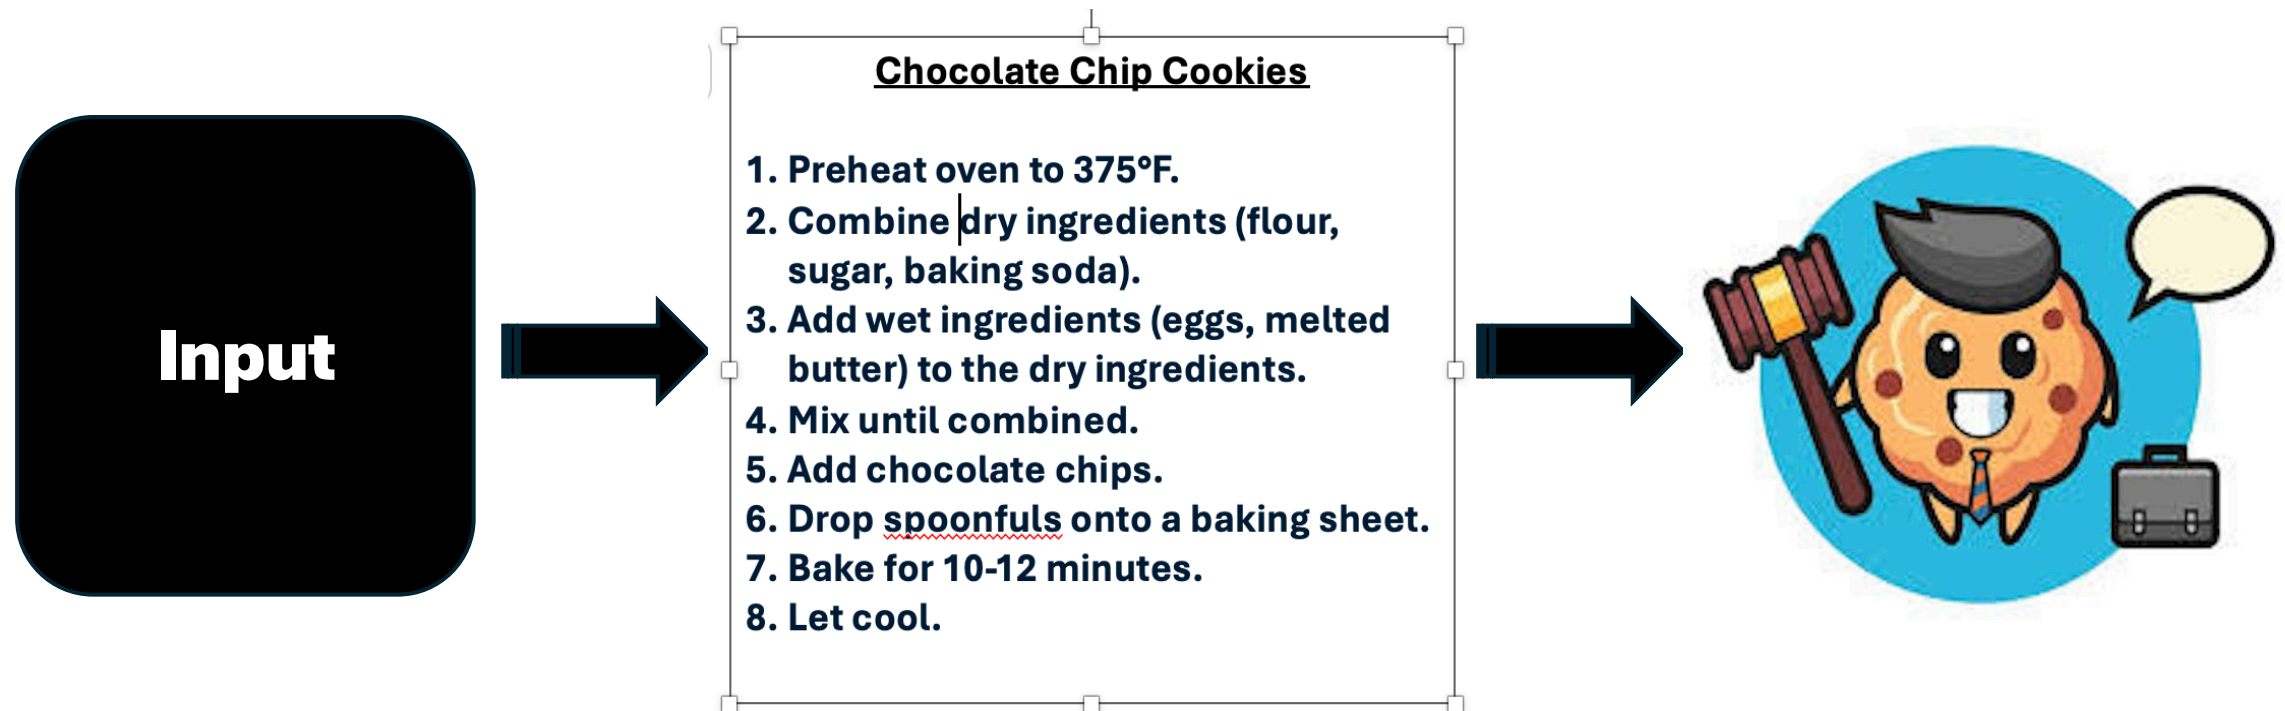 Input
Chocolate Chip Cookies
1. Preheat oven to 375°F.
2. Combine dry ingredients (flour,
sugar, baking soda).
3. Add wet ingredients (eggs, melted
butter) to the dry ingredients.
4. Mix until combined.
5. Add chocolate chips.
6. Drop spoonfuls onto a baking sheet.
7. Bake for 10-12 minutes.
8. Let cool.